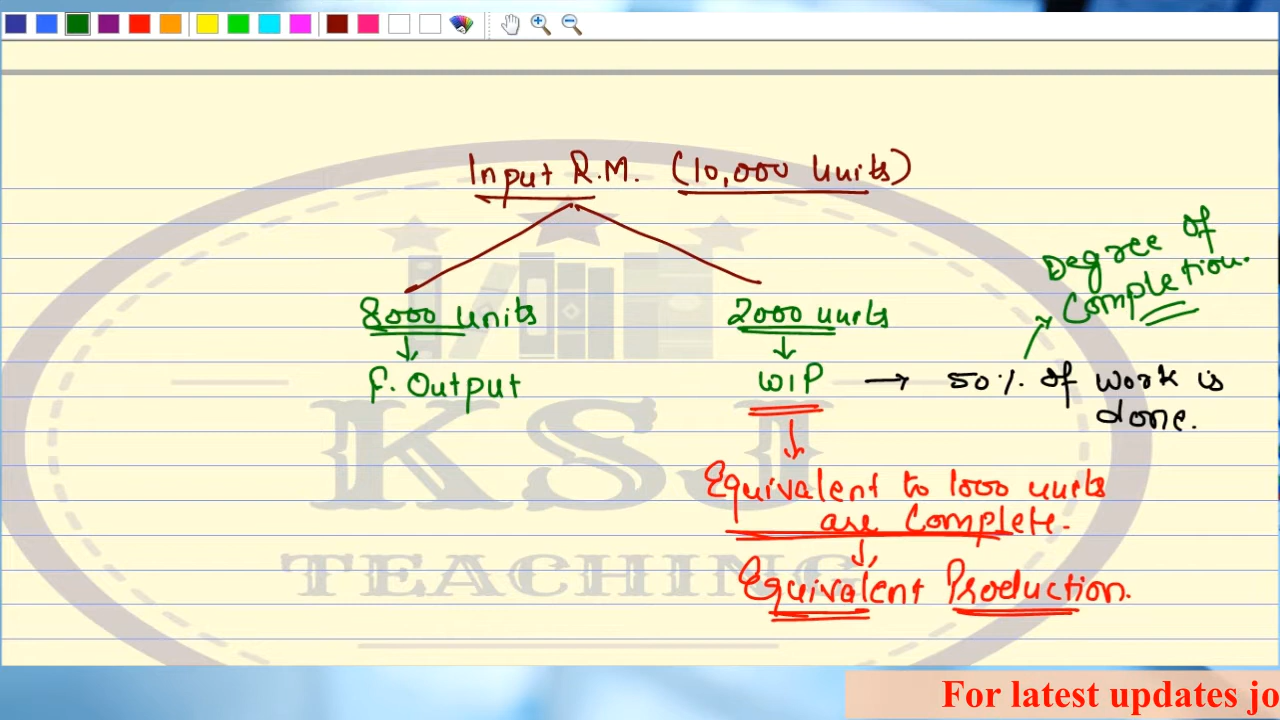 Input R.M. (10,000 Units)
Degree of
Completion.
8000 Units
2000 units
F. Output
WIP → 50% of work is
done.
Equivalent to 1000 units
are Complete.
Equivalent Production.
KSJ
TEACHING
For latest updates jo